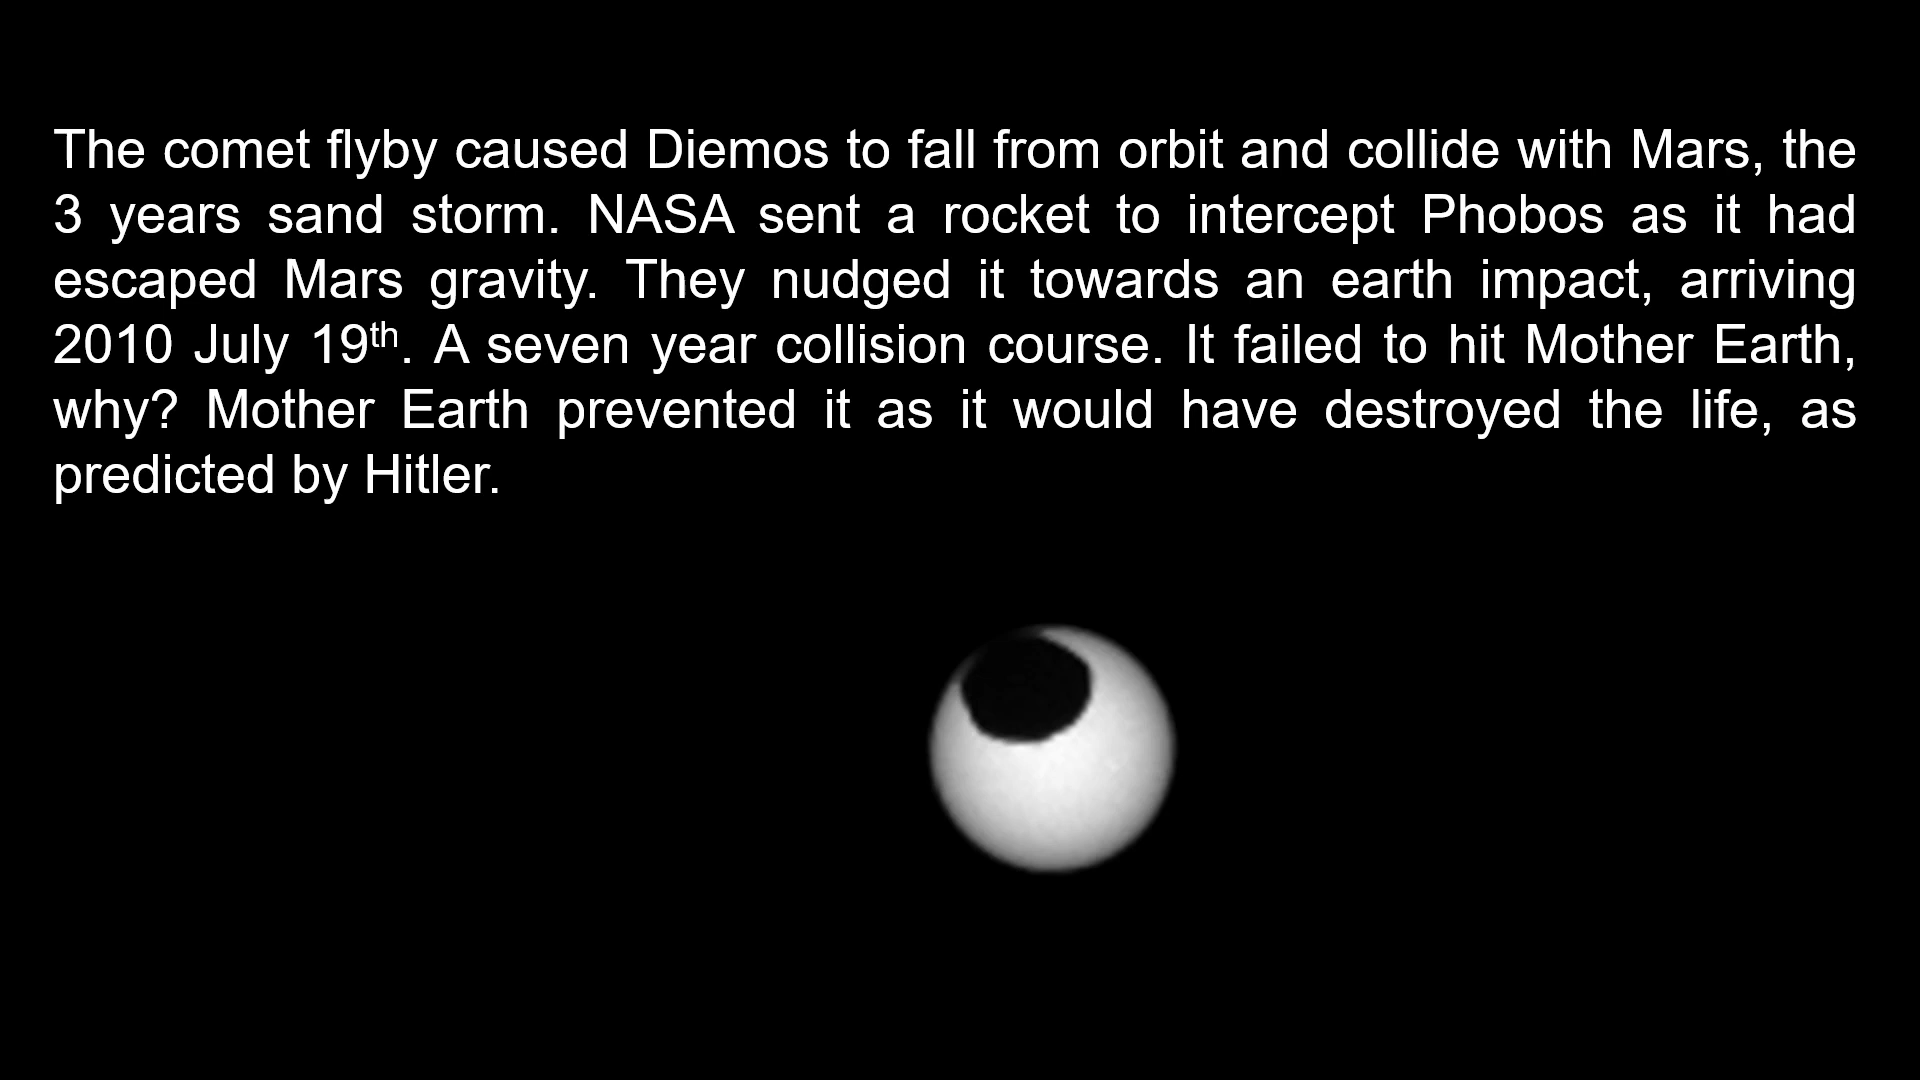 The comet flyby caused Diemos to fall from orbit and collide with Mars, the
3 years sand storm. NASA sent a rocket to intercept Phobos as it had
escaped Mars gravity. They nudged it towards an earth impact, arriving
2010 July 19th. A seven year collision course. It failed to hit Mother Earth,
why? Mother Earth prevented it as it would have destroyed the life, as
predicted by Hitler.